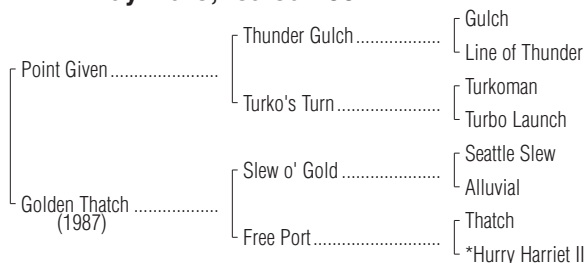 Gulch
Thunder Gulch
Line of Thunder
Point Given
Turkoman
Turko's Turn
Turbo Launch
Seattle Slew
Slew o' Gold
Alluvial
Golden Thatch
(1987)
Thatch
Free Port
*Hurry Harriet II